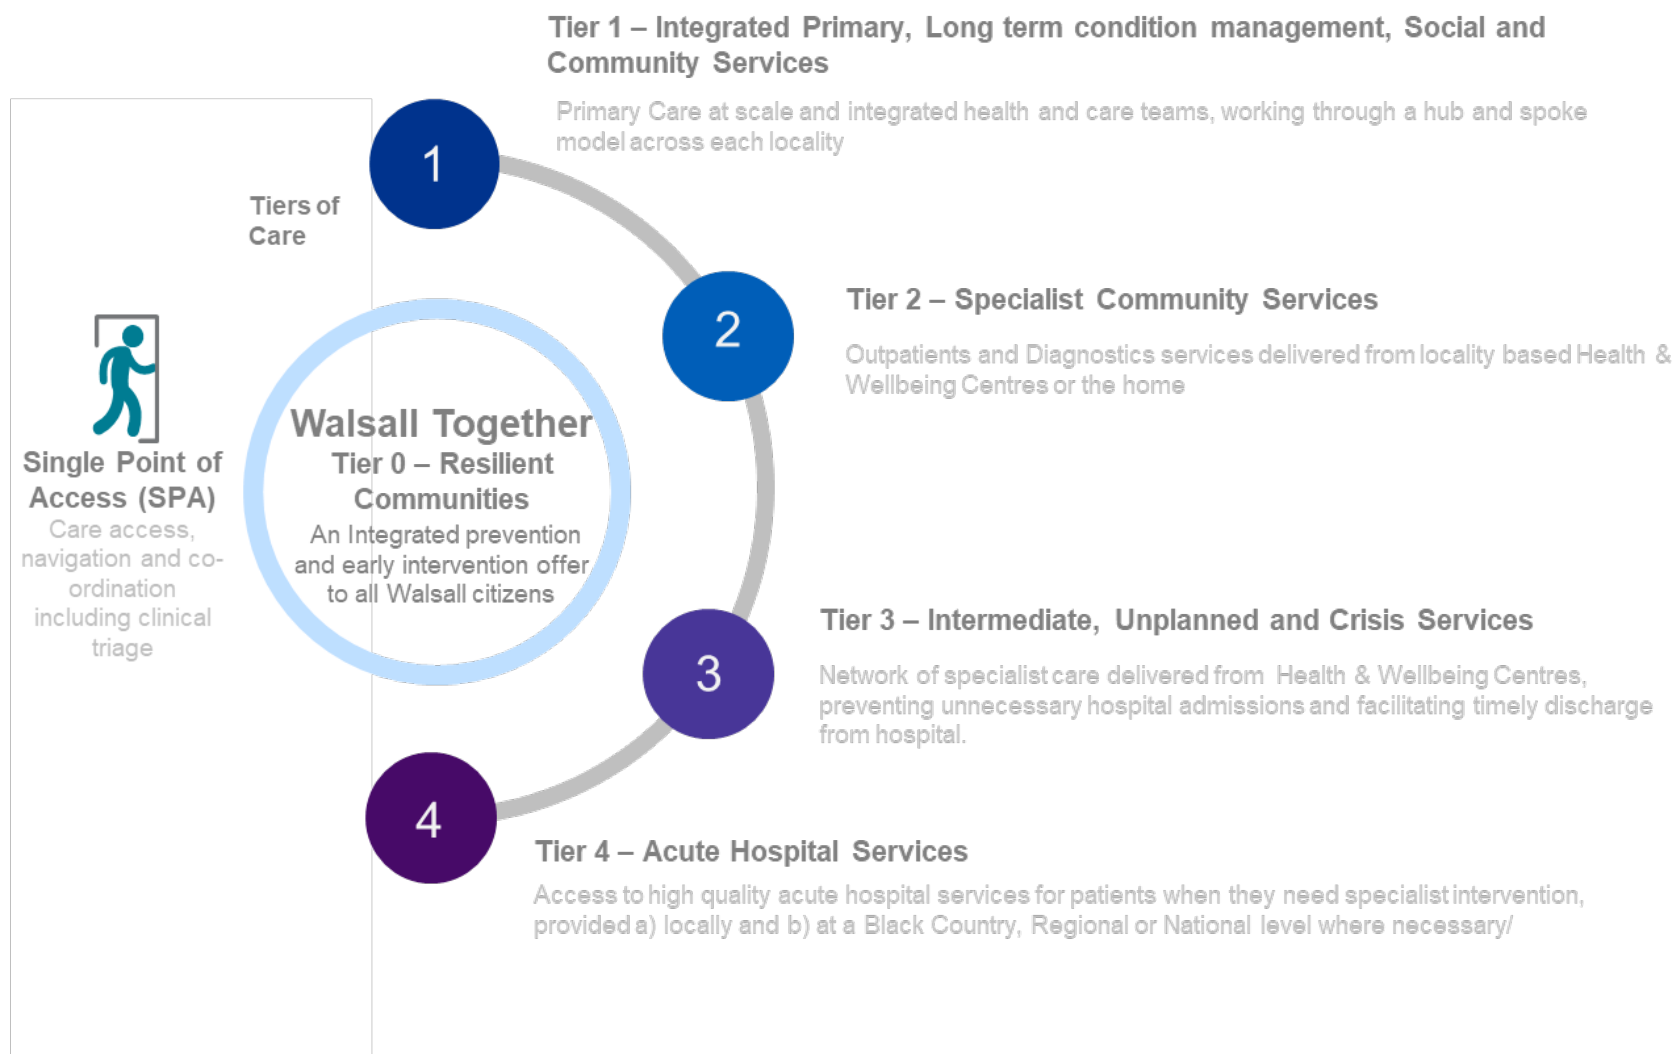 Tier 1 – Integrated Primary, Long term condition management, Social and
Community Services
Primary Care at scale and integrated health and care teams, working through a hub and spoke
model across each locality
1
Tiers of
Care
2
Tier 2 – Specialist Community Services
Outpatients and Diagnostics services delivered from locality based Health &
Wellbeing Centres or the home
Single Point of
Access (SPA)
Care access,
navigation and co-
ordination
including clinical
triage
Walsall Together
Tier 0 – Resilient
Communities
An Integrated prevention
and early intervention offer
to all Walsall citizens
3
Tier 3 – Intermediate, Unplanned and Crisis Services
Network of specialist care delivered from Health & Wellbeing Centres,
preventing unnecessary hospital admissions and facilitating timely discharge
from hospital.
4
Tier 4 – Acute Hospital Services
Access to high quality acute hospital services for patients when they need specialist intervention,
provided a) locally and b) at a Black Country, Regional or National level where necessary/